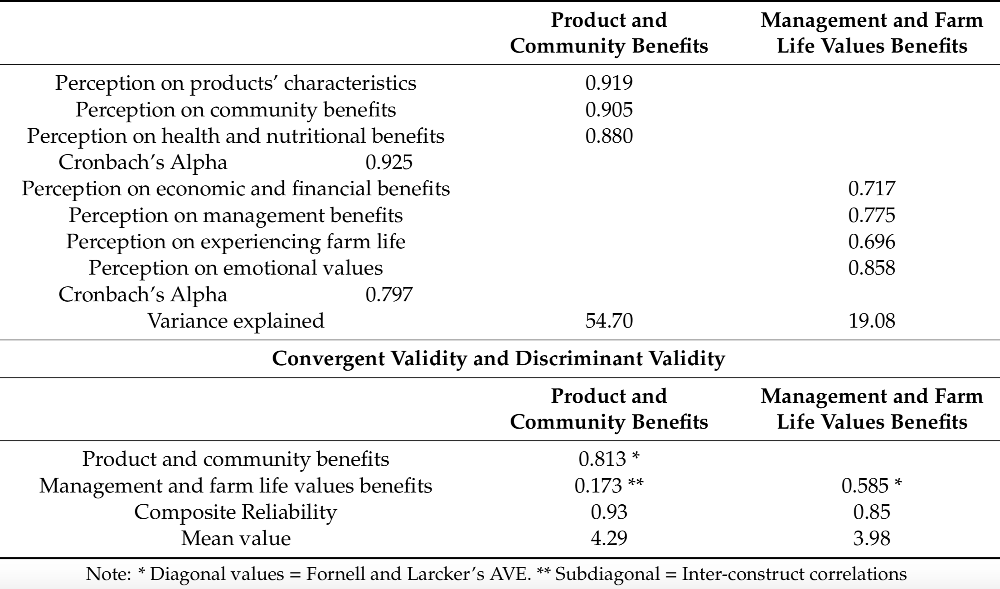 Product and Management and Farm
Community Benefits Life Values Benefits
Perception on products’ characteristics 0.919
Perception on community benefits 0.905
Perception on health and nutritional benefits 0.880
Cronbach’s Alpha 0.925
Perception on economic and financial benefits 0.717
Perception on management benefits 0.775
Perception on experiencing farm life 0.696
Perception on emotional values 0.858
Cronbach’s Alpha 0.797
Variance explained 54.70 19.08
Convergent Validity and Discriminant Validity
Product and Management and Farm
Community Benefits Life Values Benefits
Product and community benefits 0.813 *
Management and farm life values benefits 0.173 ** 0.585 *
Composite Reliability 0.93 0.85
Mean value 4.29 3.98
Note: * Diagonal values = Fornell and Larcker’s AVE. ** Subdiagonal = Inter-construct correlations